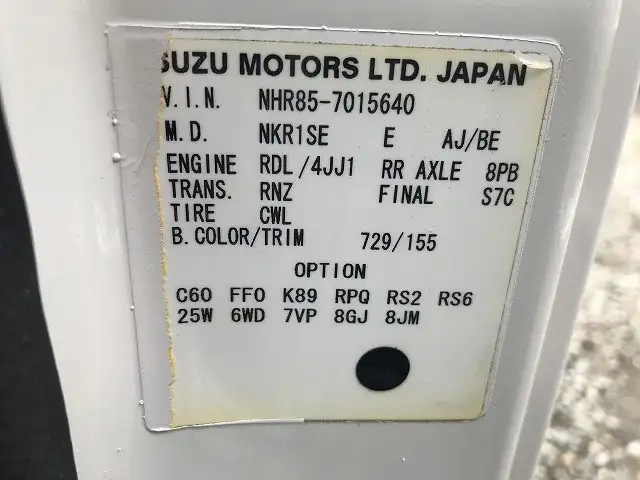 SUZU MOTORS LTD. JAPAN
V.I.N. NHR85-7015640
M.D. NKR1SE E AJ/BE
ENGINE RDL/4JJ1 RR AXLE 8PB
TRANS. RNZ FINAL S7C
TIRE CWL
B.COLOR/TRIM 729/155
OPTION
C60 FF0 K89 RPQ RS2 RS6
25W 6WD 7VP 8GJ 8JM